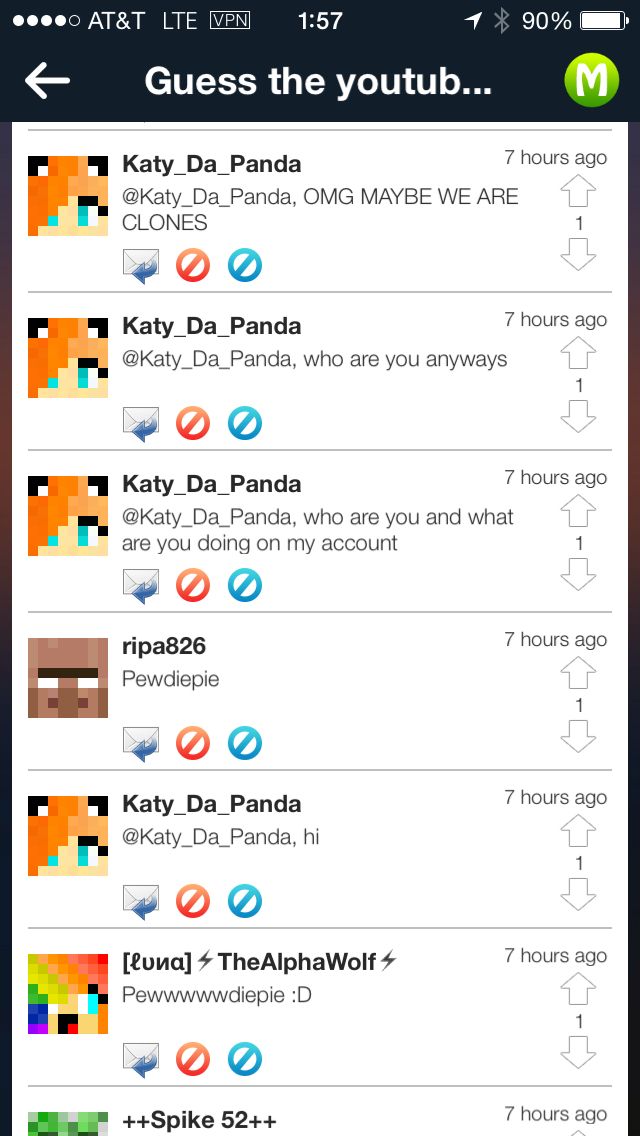 AT&T LTE VPN 1:57 90%
Guess the youtub...
M
Katy_Da_Panda 7 hours ago
@Katy_Da_Panda, OMG MAYBE WE ARE
CLONES
1
Katy_Da_Panda 7 hours ago
@Katy_Da_Panda, who are you anyways
1
Katy_Da_Panda 7 hours ago
@Katy_Da_Panda, who are you and what
are you doing on my account
1
ripa826 7 hours ago
Pewdiepie
1
Katy_Da_Panda 7 hours ago
@Katy_Da_Panda, hi
1
[ℓυиα]⚡TheAlphaWolf⚡ 7 hours ago
Pewwwwwdiepie :D
1
++Spike 52++ 7 hours ago